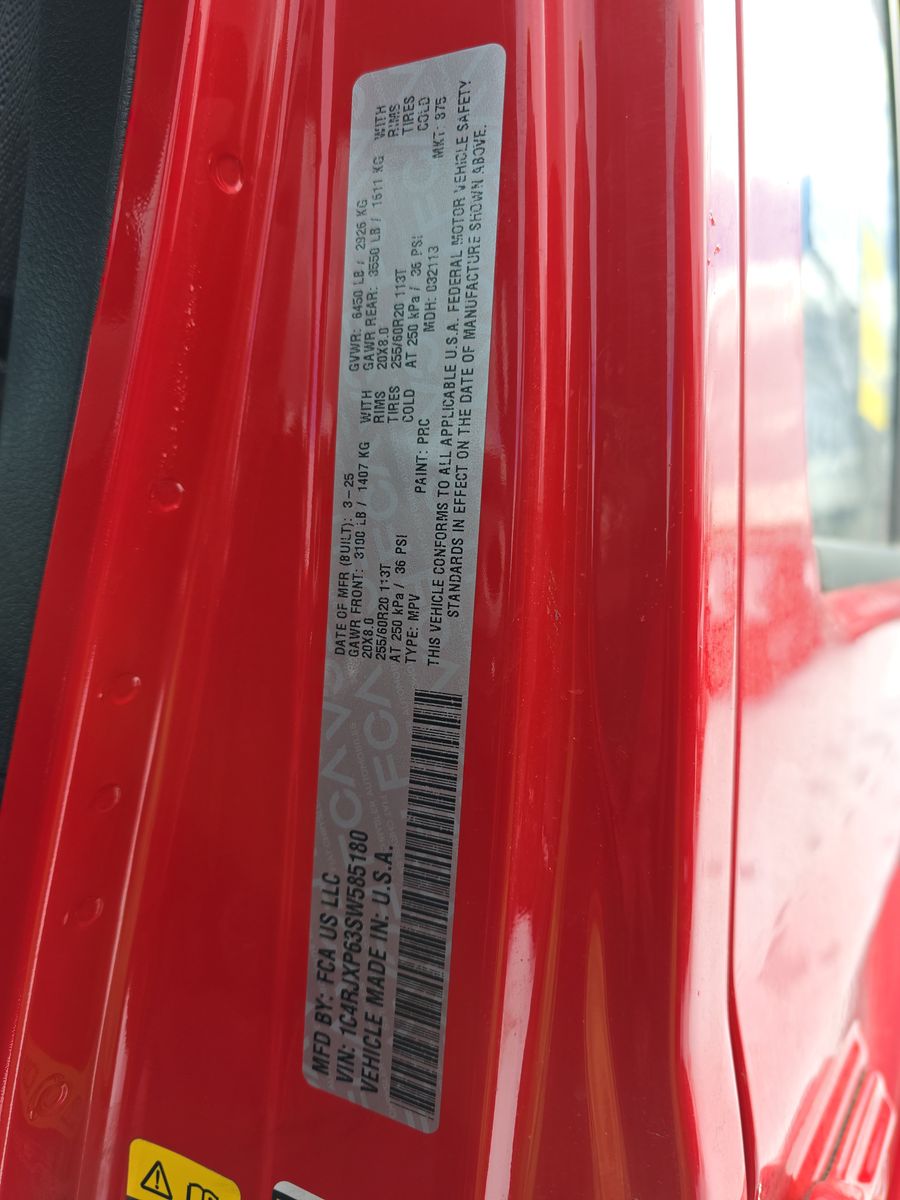 MFD BY: FCA US LLC
VIN: 1C4RJXP63SW585180
VEHICLE MADE IN: U.S.A.
DATE OF MFR (BUILT): 3-25 GVWR: 6450 LB / 2926 KG
GAWR FRONT: 3100 LB / 1407 KG WITH GAWR REAR: 3550 LB / 1611 KG WITH
20X8.0 RIMS 20X8.0 RIMS
255/60R20 113T TIRES 255/60R20 113T TIRES
AT 250 kPa / 36 PSI COLD AT 250 kPa / 36 PSI COLD
TYPE: MPV PAINT: PRC MDH: 032113 MKT: 875
THIS VEHICLE CONFORMS TO ALL APPLICABLE U.S.A. FEDERAL MOTOR VEHICLE SAFETY
STANDARDS IN EFFECT ON THE DATE OF MANUFACTURE SHOWN ABOVE.